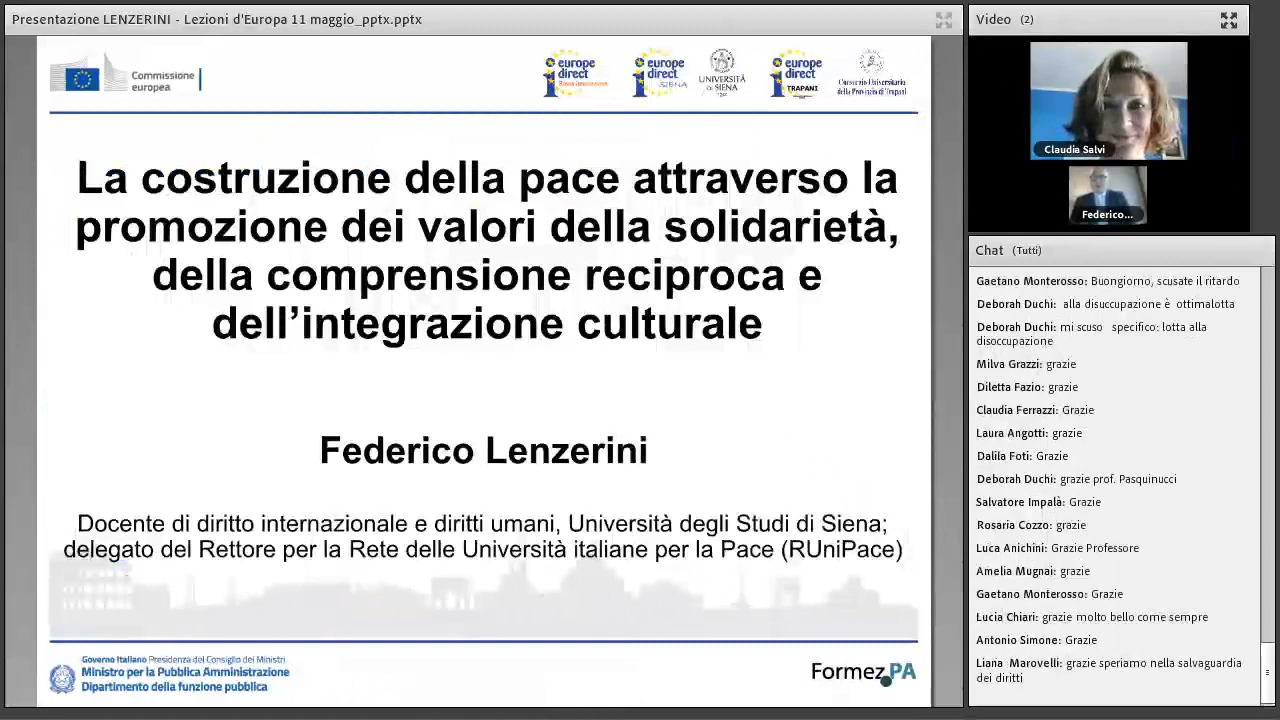 Presentazione LENZERINI - Lezioni d'Europa 11 maggio_pptx.pptx
Commissione
europea
europe
direct
europe
direct
SIENA
UNIVERSITÀ
DI SIENA
1240
europe
direct
TRAPANI
Consorzio Universitario
della Provincia di Trapani
La costruzione della pace attraverso la
promozione dei valori della solidarietà,
della comprensione reciproca e
dell’integrazione culturale
Federico Lenzerini
Docente di diritto internazionale e diritti umani, Università degli Studi di Siena;
delegato del Rettore per la Rete delle Università italiane per la Pace (RUniPace)
Governo Italiano Presidenza del Consiglio dei Ministri
Ministro per la Pubblica Amministrazione
Dipartimento della funzione pubblica
Formez PA
Video (2)
Claudia Salvi
Federico...
Chat (Tutti)
Gaetano Monterosso: Buongiorno, scusate il ritardo
Deborah Duchi: alla disuccupazione è ottimalotta
Deborah Duchi: mi scuso specifico: lotta alla
disoccupazione
Milva Grazzi: grazie
Diletta Fazio: grazie
Claudia Ferrazzi: Grazie
Laura Angotti: grazie
Dalila Foti: Grazie
Deborah Duchi: grazie prof. Pasquinucci
Salvatore Impalà: Grazie
Rosaria Cozzo: grazie
Luca Anichini: Grazie Professore
Amelia Mugnai: grazie
Gaetano Monterosso: Grazie
Lucia Chiari: grazie molto bello come sempre
Antonio Simone: Grazie
Liana Marovelli: grazie speriamo nella salvaguardia
dei diritti